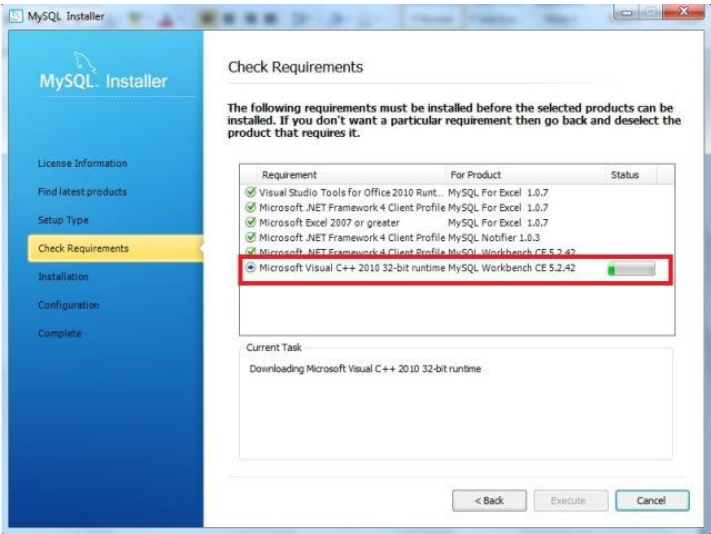 MySQL Installer
MySQL. Installer
License Information
Find latest products
Setup Type
Check Requirements
Installation
Configuration
Complete
Check Requirements
The following requirements must be installed before the selected products can be
installed. If you don't want a particular requirement then go back and deselect the
product that requires it.
Requirement For Product Status
Visual Studio Tools for Office 2010 Runt... MySQL For Excel 1.0.7
Microsoft .NET Framework 4 Client Profile MySQL For Excel 1.0.7
Microsoft Excel 2007 or greater MySQL For Excel 1.0.7
Microsoft .NET Framework 4 Client Profile MySQL Notifier 1.0.3
Microsoft .NET Framework 4 Client Profile MySQL Workbench CE 5.2.42
Microsoft Visual C++ 2010 32-bit runtime MySQL Workbench CE 5.2.42
Current Task
Downloading Microsoft Visual C++ 2010 32-bit runtime
< Back Execute Cancel